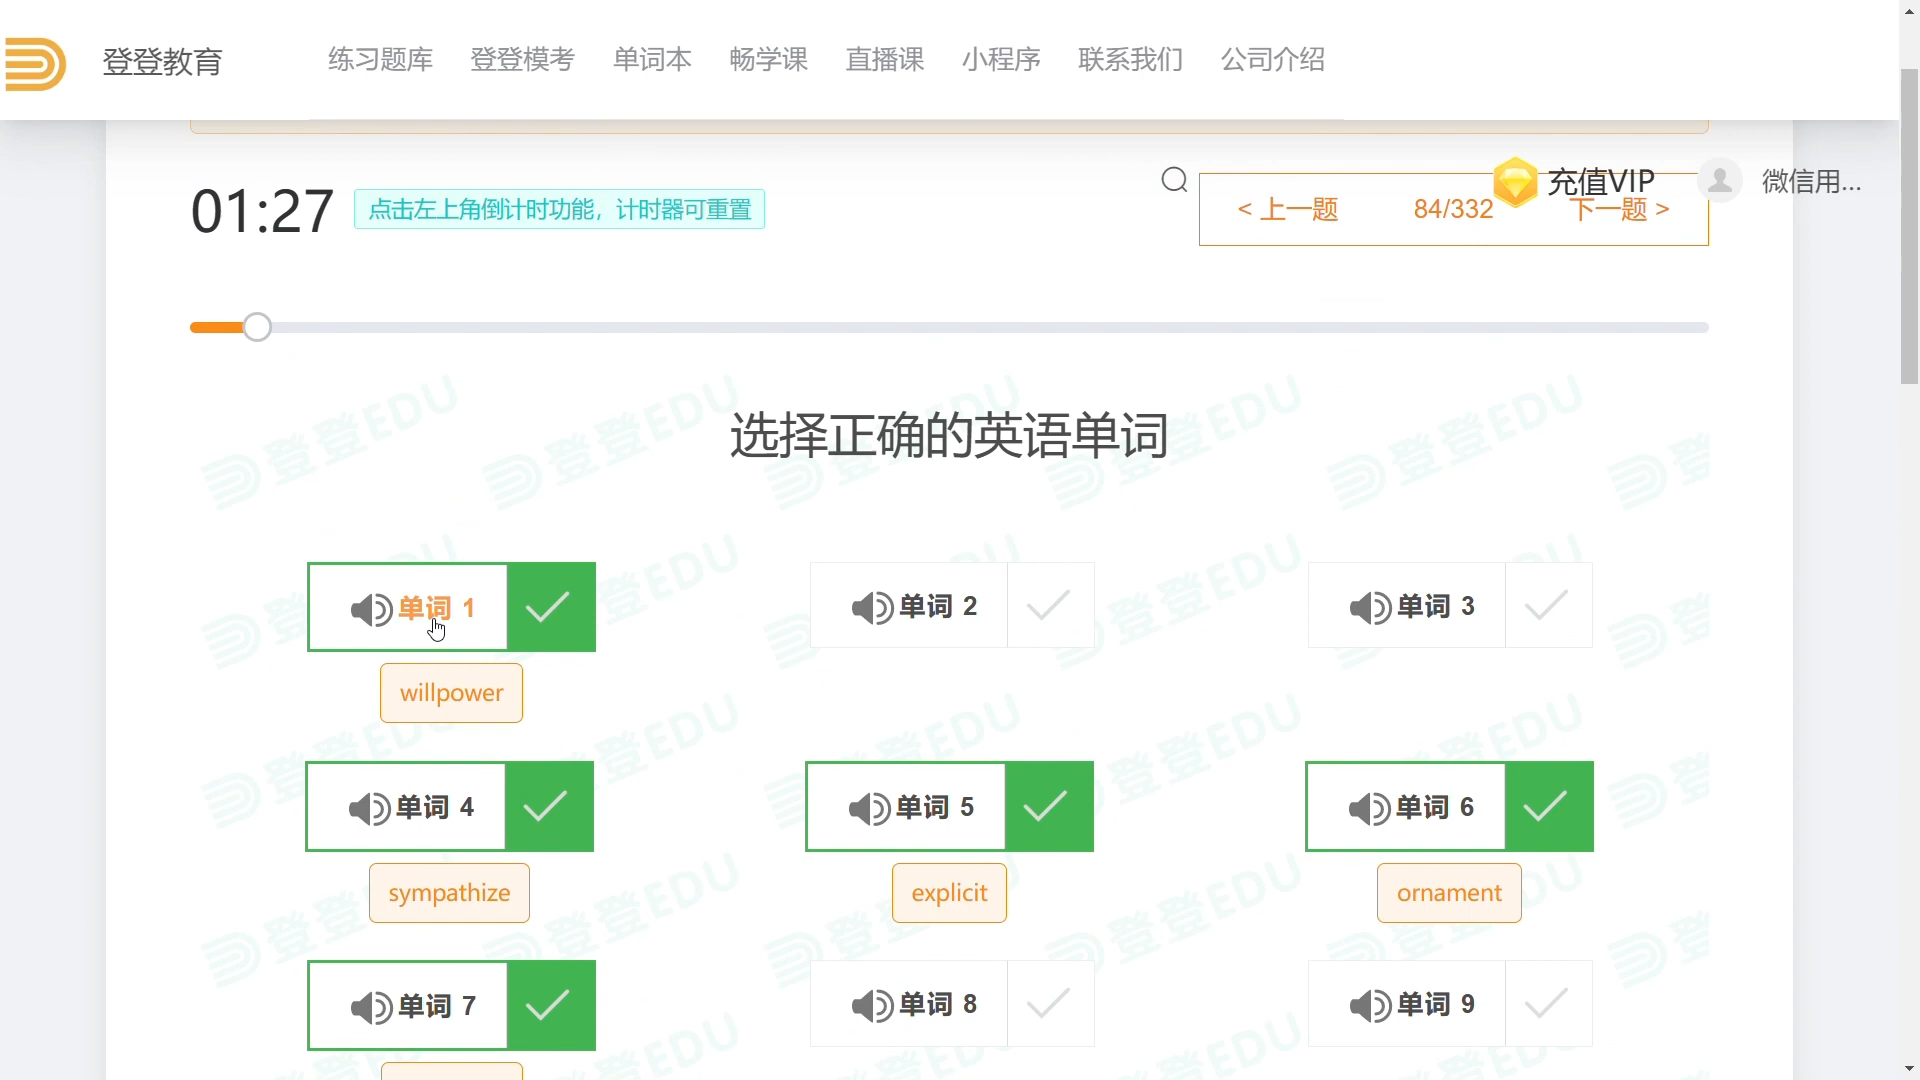 登登教育
练习题库 登登模考 单词本 畅学课 直播课 小程序 联系我们 公司介绍
01:27
点击左上角倒计时功能，计时器可重置
充值VIP
微信用...
< 上一题 84/332 下一题 >
选择正确的英语单词
单词 1 单词 2 单词 3
willpower
单词 4 单词 5 单词 6
sympathize explicit ornament
单词 7 单词 8 单词 9
登登EDU